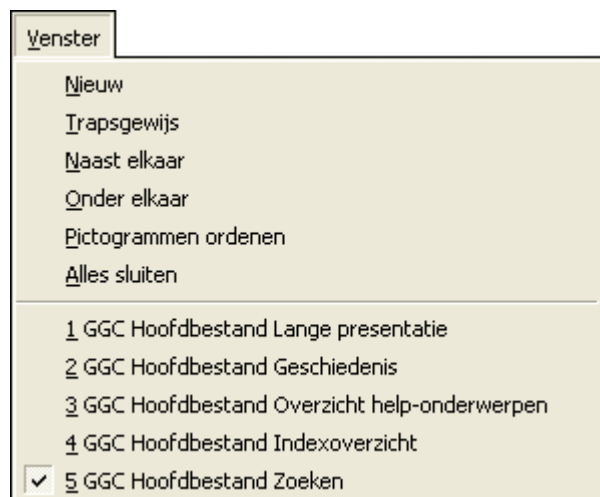 Venster
Nieuw
Trapsgewijs
Naast elkaar
Onder elkaar
Pictogrammen ordenen
Alles sluiten
1 GGC Hoofdbestand Lange presentatie
2 GGC Hoofdbestand Geschiedenis
3 GGC Hoofdbestand Overzicht help-onderwerpen
4 GGC Hoofdbestand Indexoverzicht
5 GGC Hoofdbestand Zoeken